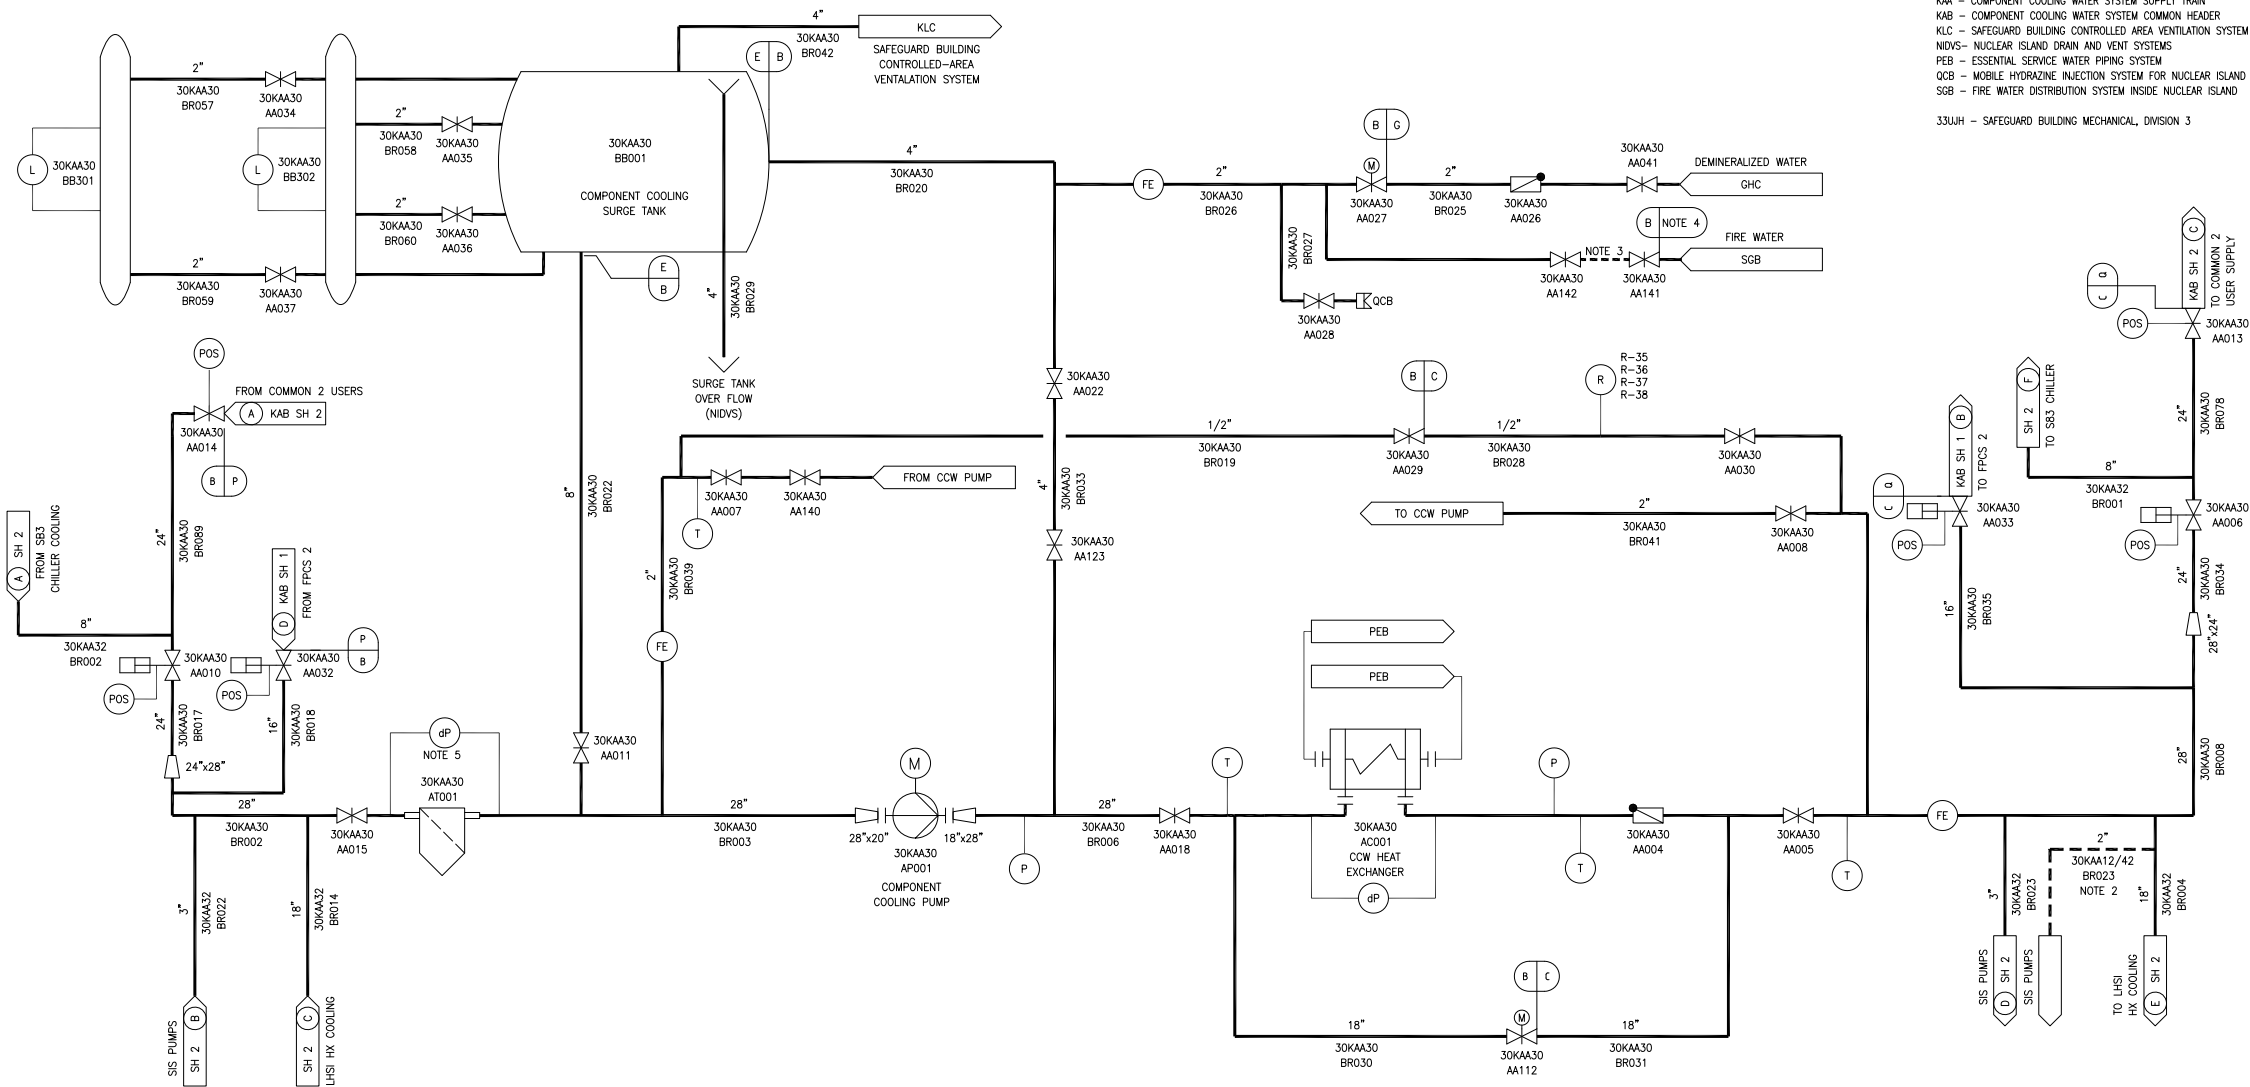 KAA – COMPONENT COOLING WATER SYSTEM SUPPLY TRAIN
KAB – COMPONENT COOLING WATER SYSTEM COMMON HEADER
KLC – SAFEGUARD BUILDING CONTROLLED AREA VENTILATION SYSTEM
NIDVS– NUCLEAR ISLAND DRAIN AND VENT SYSTEMS
PEB – ESSENTIAL SERVICE WATER PIPING SYSTEM
QCB – MOBILE HYDRAZINE INJECTION SYSTEM FOR NUCLEAR ISLAND
SGB – FIRE WATER DISTRIBUTION SYSTEM INSIDE NUCLEAR ISLAND
33UJH – SAFEGUARD BUILDING MECHANICAL, DIVISION 3
4"
30KAA30
BR042
KLC
SAFEGUARD BUILDING
CONTROLLED–AREA
VENTALATION SYSTEM
E B
2"
30KAA30
BR057
30KAA30
AA034
2"
30KAA30
BR058
30KAA30
AA035
L
30KAA30
BB301
L
30KAA30
BB302
2"
30KAA30
BR060
30KAA30
AA036
2"
30KAA30
BR059
30KAA30
AA037
30KAA30
BB001
COMPONENT COOLING
SURGE TANK
E
B
4"
30KAA30
BR029
SURGE TANK
OVER FLOW
(NIDVS)
4"
30KAA30
BR020
FE
2"
30KAA30
BR026
B G
M
30KAA30
AA027
2"
30KAA30
BR025
30KAA30
AA026
30KAA30
AA041
DEMINERALIZED WATER
GHC
B NOTE 4
FIRE WATER
SGB
NOTE 3
30KAA30
AA142
30KAA30
AA141
30KAA30
BR027
30KAA30
AA028
QCB
KAB SH 2 C
TO COMMON 2
USER SUPPLY
C Q
POS
30KAA30
AA013
SH 2 F
TO SB3 CHILLER
24"
30KAA30
BR078
8"
30KAA32
BR001
POS
30KAA30
AA006
24"
30KAA30
BR034
28"x24"
KAB SH 1 B
TO FPCS 2
C Q
POS
30KAA30
AA033
16"
30KAA30
BR035
28"
30KAA30
BR008
POS
FROM COMMON 2 USERS
A KAB SH 2
30KAA30
AA014
B P
24"
30KAA30
BR089
A SH 2
FROM SB3
CHILLER COOLING
8"
30KAA32
BR002
D KAB SH 1
FROM FPCS 2
P
B
30KAA30
AA010
POS
30KAA30
AA032
POS
24"
30KAA30
BR017
16"
30KAA30
BR018
24"x28"
8"
30KAA30
BR022
30KAA30
AA011
30KAA30
AA007
30KAA30
AA140
FROM CCW PUMP
T
2"
30KAA30
BR039
FE
30KAA30
AA022
4"
30KAA30
BR033
30KAA30
AA123
1/2"
30KAA30
BR019
B C
30KAA30
AA029
1/2"
30KAA30
BR028
R
R–35
R–36
R–37
R–38
30KAA30
AA030
TO CCW PUMP
2"
30KAA30
BR041
30KAA30
AA008
PEB
PEB
28"
30KAA30
BR002
30KAA30
AA015
dP
NOTE 5
30KAA30
AT001
28"
30KAA30
BR003
28"x20"
M
30KAA30
AP001
COMPONENT
COOLING PUMP
18"x28"
P
28"
30KAA30
BR006
30KAA30
AA018
T
30KAA30
AC001
CCW HEAT
EXCHANGER
dP
P
T
30KAA30
AA004
30KAA30
AA005
T
FE
2"
30KAA12/42
BR023
NOTE 2
3"
30KAA32
BR022
SIS PUMPS
SH 2 B
18"
30KAA32
BR014
SH 2 C
LHSI HX COOLING
18"
30KAA30
BR030
B C
M
30KAA30
AA112
18"
30KAA30
BR031
3"
30KAA32
BR023
SIS PUMPS
D SH 2
SIS PUMPS
18"
30KAA32
BR004
TO LHSI
HX COOLING
E SH 2